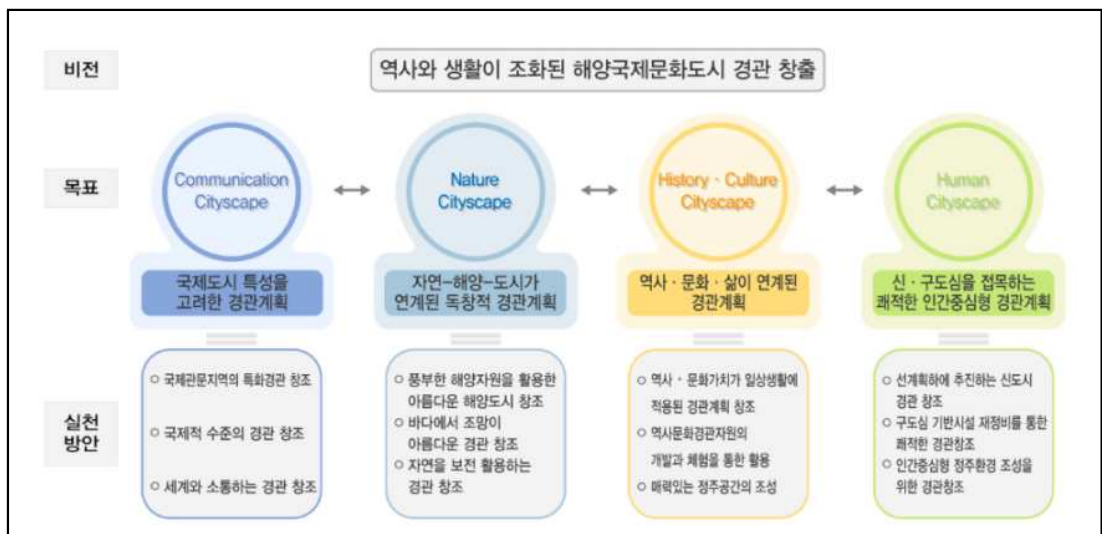 비전
역사와 생활이 조화된 해양국제문화도시 경관 창출
목표
Communication
Cityscape
Nature
Cityscape
History · Culture
Cityscape
Human
Cityscape
국제도시 특성을
고려한 경관계획
자연-해양-도시가
연계된 독창적 경관계획
역사 · 문화 · 삶이 연계된
경관계획
신 · 구도심을 접목하는
쾌적한 인간중심형 경관계획
실천
방안
○ 국제관문지역의 특화경관 창조
○ 국제적 수준의 경관 창조
○ 세계와 소통하는 경관 창조
○ 풍부한 해양자원을 활용한
아름다운 해양도시 창조
○ 바다에서 조망이
아름다운 경관 창조
○ 자연을 보전 활용하는
경관 창조
○ 역사 · 문화가치가 일상생활에
적용된 경관계획 창조
○ 역사문화경관자원의
개발과 체험을 통한 활용
○ 매력있는 정주공간의 조성
○ 선계획하에 추진하는 신도시
경관 창조
○ 구도심 기반시설 재정비를 통한
쾌적한 경관창조
○ 인간중심형 정주환경 조성을
위한 경관창조